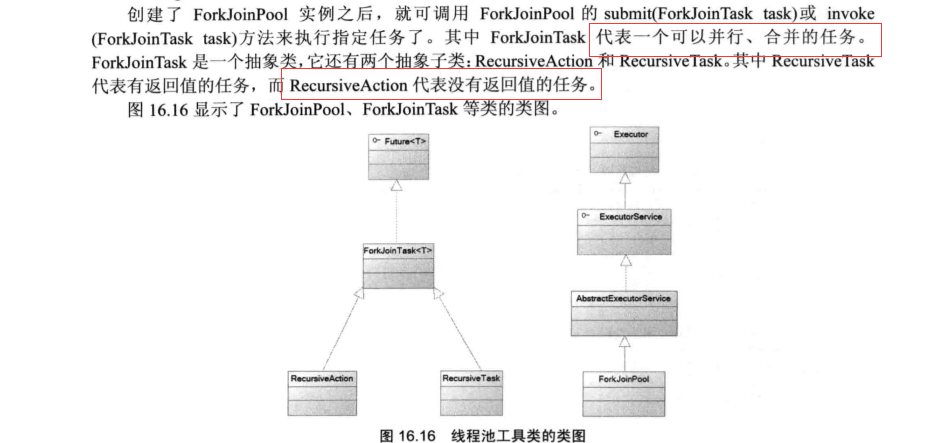 创建了 ForkJoinPool 实例之后，就可调用 ForkJoinPool 的 submit(ForkJoinTask task)或 invoke
(ForkJoinTask task)方法来执行指定任务了。其中 ForkJoinTask 代表一个可以并行、合并的任务。
ForkJoinTask 是一个抽象类，它还有两个抽象子类：RecursiveAction 和 RecursiveTask。其中 RecursiveTask
代表有返回值的任务，而 RecursiveAction 代表没有返回值的任务。
图 16.16 显示了 ForkJoinPool、ForkJoinTask 等类的类图。
Future<T>
Executor
ExecutorService
ForkJoinTask<T>
AbstractExecutorService
RecursiveAction
RecursiveTask
ForkJoinPool
图 16.16 线程池工具类的类图